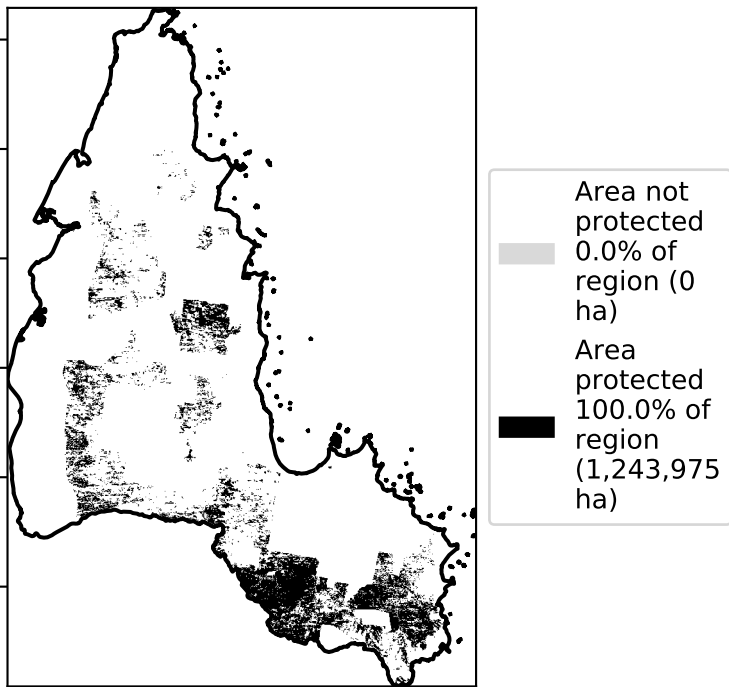 Area not
protected
0.0% of
region (0
ha)
Area
protected
100.0% of
region
(1,243,975
ha)